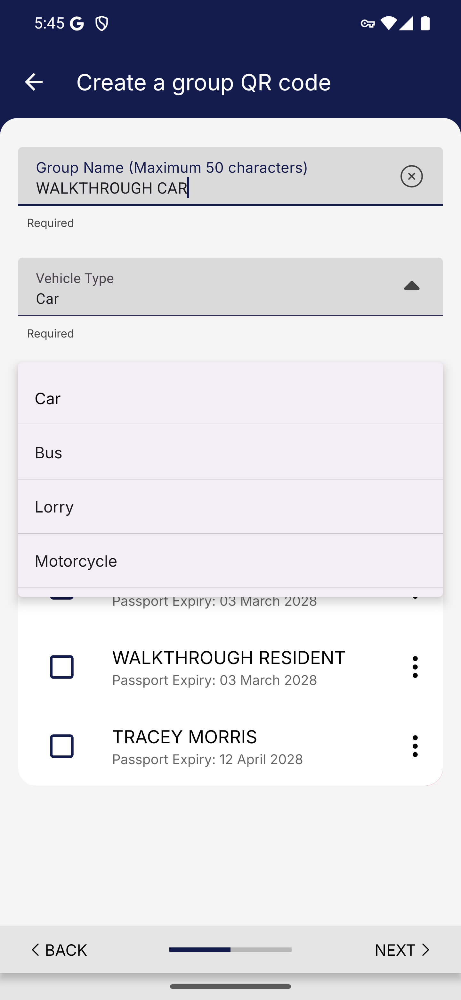 5:45
Create a group QR code
Group Name (Maximum 50 characters)
WALKTHROUGH CAR
Required
Vehicle Type
Car
Required
Car
Bus
Lorry
Motorcycle
Passport Expiry: 03 March 2028
WALKTHROUGH RESIDENT
Passport Expiry: 03 March 2028
TRACEY MORRIS
Passport Expiry: 12 April 2028
BACK
NEXT